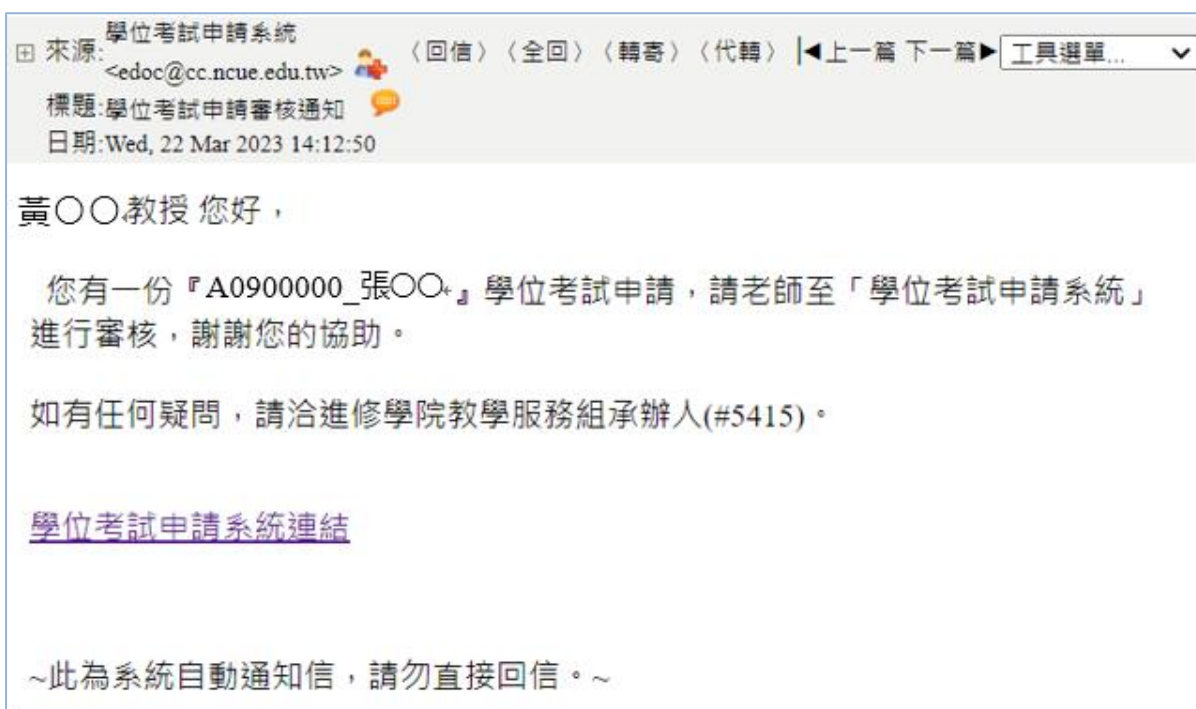 來源:學位考試申請系統
<edoc@cc.ncue.edu.tw>
〈回信〉〈全回〉〈轉寄〉〈代轉〉|◀上一篇 下一篇▶ 工具選單...
標題:學位考試申請審核通知
日期:Wed, 22 Mar 2023 14:12:50
黃〇〇教授 您好，
您有一份『A0900000_張〇〇』學位考試申請，請老師至「學位考試申請系統」
進行審核，謝謝您的協助。
如有任何疑問，請洽進修學院教學服務組承辦人(#5415)。
學位考試申請系統連結
~此為系統自動通知信，請勿直接回信。~